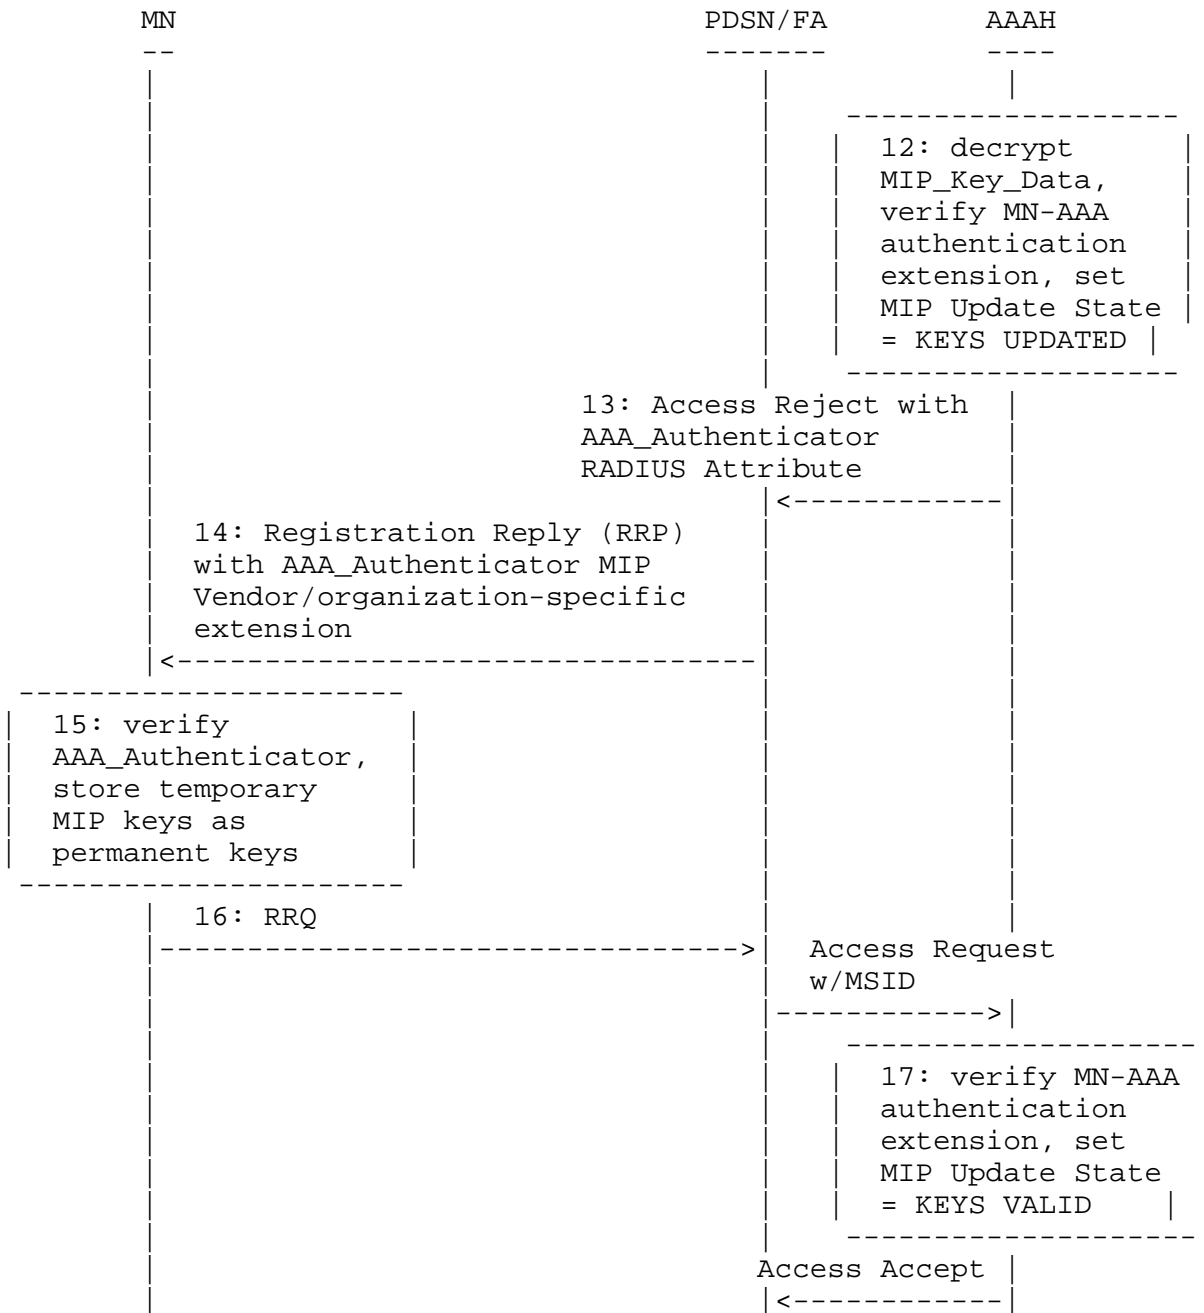 MN PDSN/FA AAAH
-- ------- ----
12: decrypt
MIP_Key_Data,
verify MN-AAA
authentication
extension, set
MIP Update State
= KEYS UPDATED
13: Access Reject with
AAA_Authenticator
RADIUS Attribute
14: Registration Reply (RRP)
with AAA_Authenticator MIP
Vendor/organization-specific
extension
15: verify
AAA_Authenticator,
store temporary
MIP keys as
permanent keys
16: RRQ
Access Request
w/MSID
17: verify MN-AAA
authentication
extension, set
MIP Update State
= KEYS VALID
Access Accept